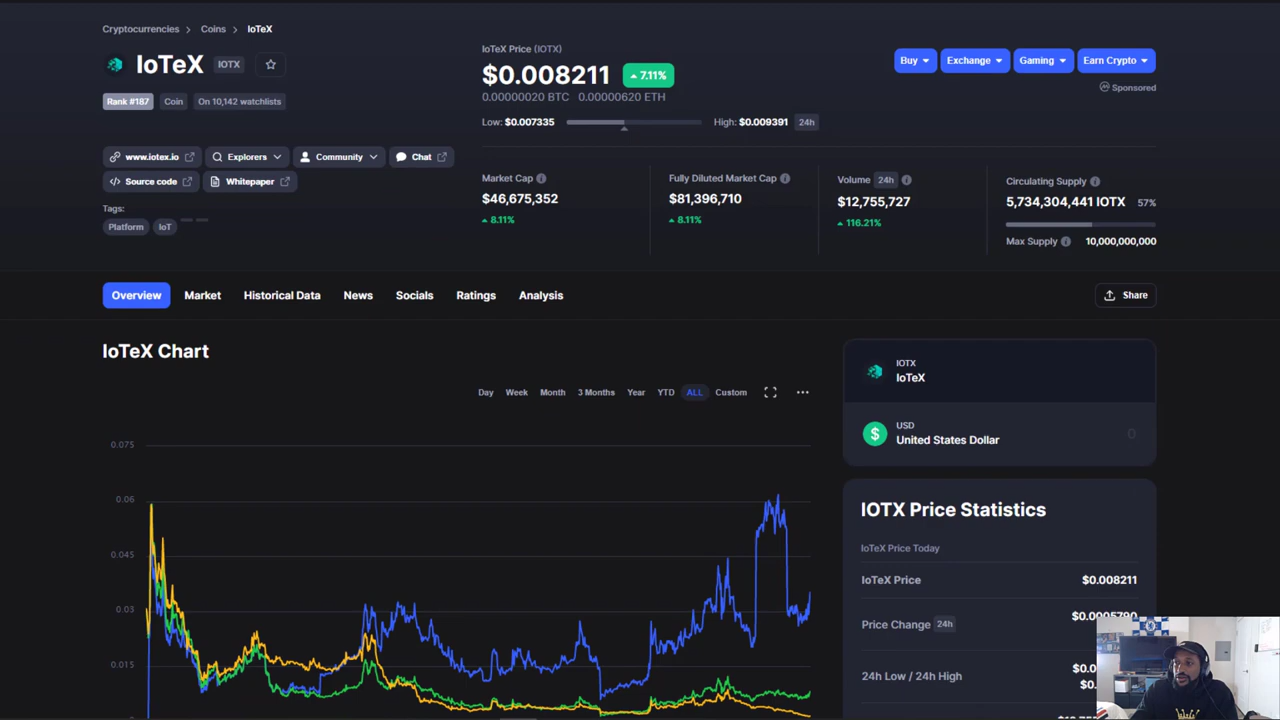 Cryptocurrencies > Coins > IoTeX
IoTeX IOTX
Rank #187 Coin On 10,142 watchlists
www.iotex.io Explorers Community Chat
Source code Whitepaper
Tags:
Platform IoT
IoTeX Price (IOTX)
$0.008211 7.11%
0.00000020 BTC 0.00000620 ETH
Low: $0.007335 High: $0.009391 24h
Buy Exchange Gaming Earn Crypto
Sponsored
Market Cap
$46,675,352
8.11%
Fully Diluted Market Cap
$81,396,710
8.11%
Volume 24h
$12,755,727
116.21%
Circulating Supply
5,734,304,441 IOTX 57%
Max Supply 10,000,000,000
Overview Market Historical Data News Socials Ratings Analysis
Share
IoTeX Chart
Day Week Month 3 Months Year YTD ALL Custom
0.075
0.06
0.045
0.03
0.015
IOTX
IoTeX
USD
United States Dollar 0
IOTX Price Statistics
IoTeX Price Today
IoTeX Price $0.008211
Price Change 24h
24h Low / 24h High